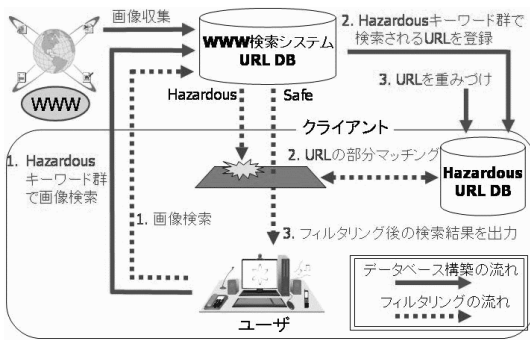 画像収集
WWW
WWW検索システム
URL DB
2. Hazardousキーワード群で
検索されるURLを登録
3. URLを重みづけ
Hazardous
Safe
クライアント
1. Hazardous
キーワード群
で画像検索
1. 画像検索
2. URLの部分マッチング
Hazardous
URL DB
3. フィルタリング後の検索結果を出力
ユーザ
データベース構築の流れ
フィルタリングの流れ